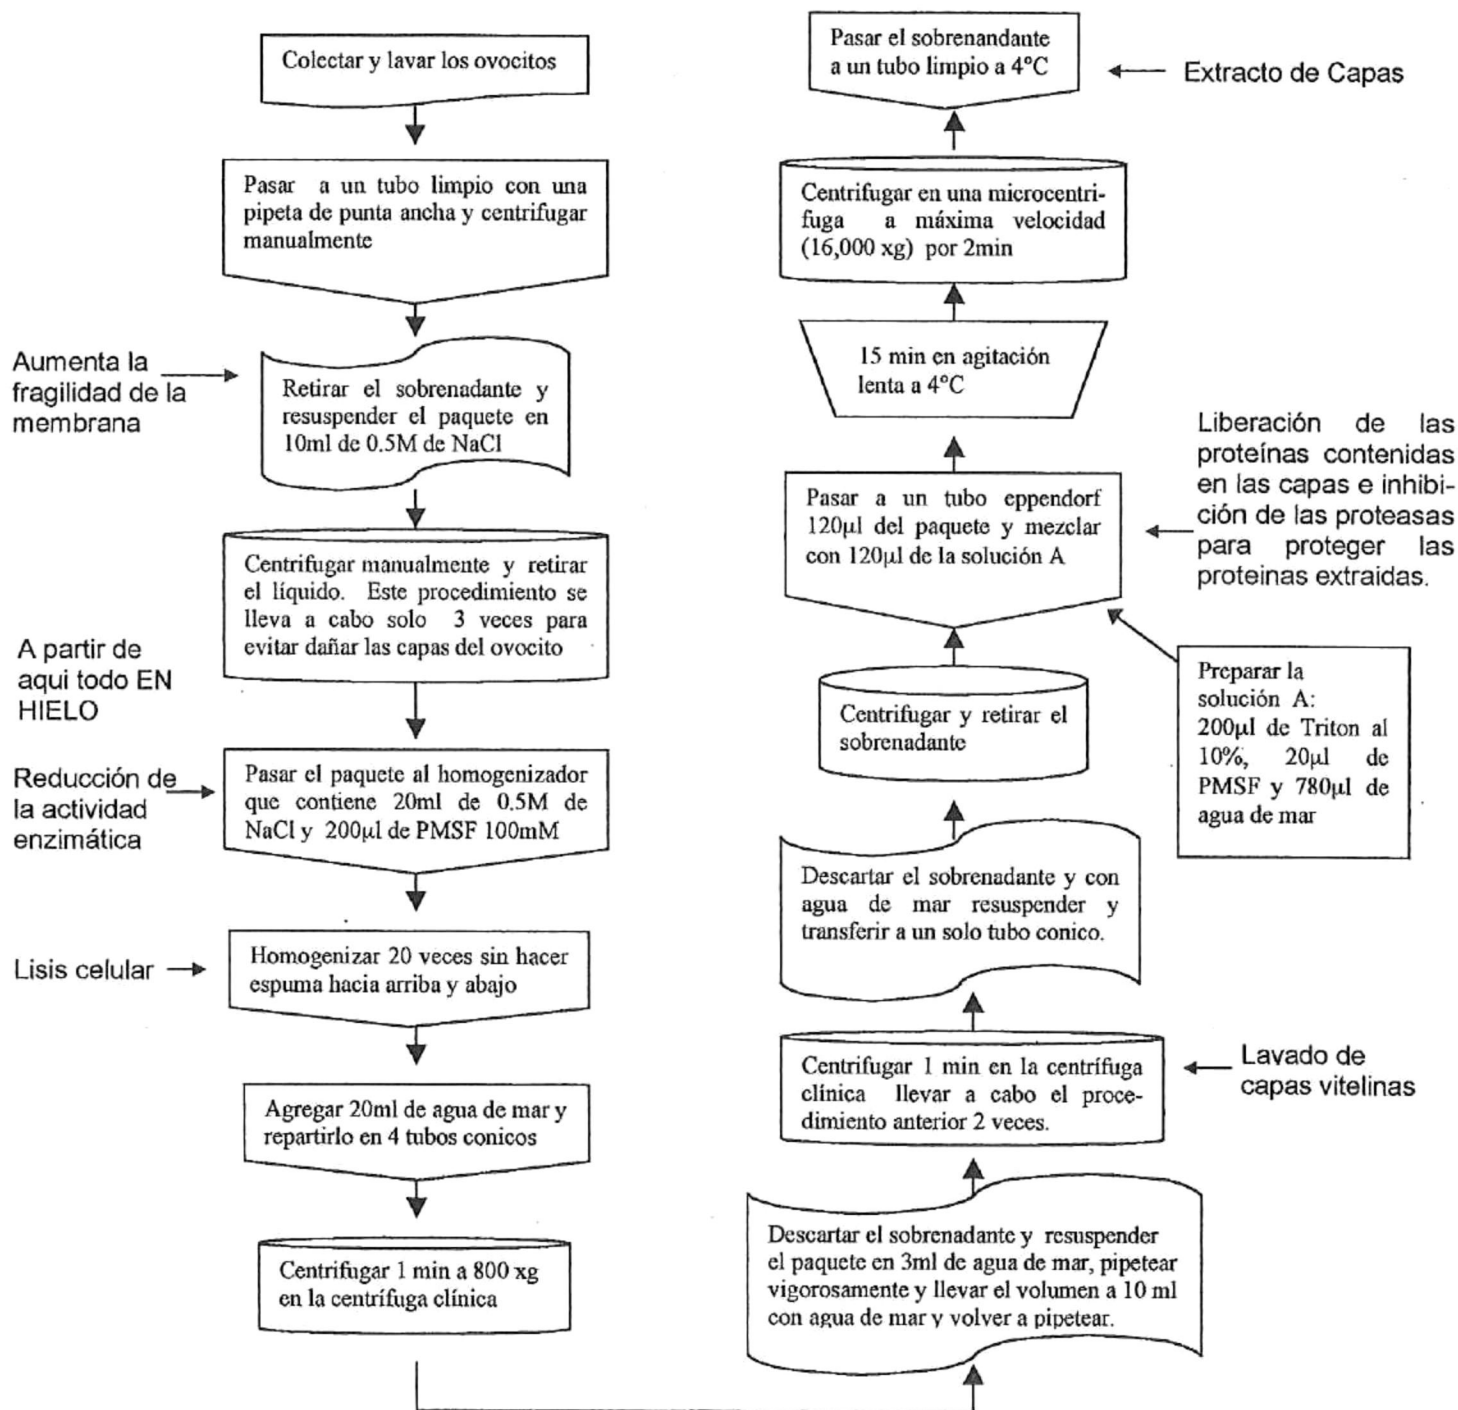 Colectar y lavar los ovocitos
Pasar a un tubo limpio con una
pipeta de punta ancha y centrifugar
manualmente
Aumenta la
fragilidad de la
membrana
Retirar el sobrenadante y
resuspender el paquete en
10ml de 0.5M de NaCl
Centrifugar manualmente y retirar
el líquido. Este procedimiento se
lleva a cabo solo 3 veces para
evitar dañar las capas del ovocito
A partir de
aqui todo EN
HIELO
Reducción de
la actividad
enzimática
Pasar el paquete al homogenizador
que contiene 20ml de 0.5M de
NaCl y 200µl de PMSF 100mM
Lisis celular
Homogenizar 20 veces sin hacer
espuma hacia arriba y abajo
Agregar 20ml de agua de mar y
repartirlo en 4 tubos conicos
Centrifugar 1 min a 800 xg
en la centrífuga clínica
Descartar el sobrenadante y resuspender
el paquete en 3ml de agua de mar, pipetear
vigorosamente y llevar el volumen a 10 ml
con agua de mar y volver a pipetear.
Centrifugar 1 min en la centrífuga
clínica llevar a cabo el proce-
dimiento anterior 2 veces.
Lavado de
capas vitelinas
Descartar el sobrenadante y con
agua de mar resuspender y
transferir a un solo tubo conico.
Centrifugar y retirar el
sobrenadante
Preparar la
solución A:
200µl de Triton al
10%, 20µl de
PMSF y 780µl de
agua de mar
Pasar a un tubo eppendorf
120µl del paquete y mezclar
con 120µl de la solución A
Liberación de las
proteínas contenidas
en las capas e inhibi-
ción de las proteasas
para proteger las
proteinas extraidas.
15 min en agitación
lenta a 4ºC
Centrifugar en una microcentri-
fuga a máxima velocidad
(16,000 xg) por 2min
Pasar el sobrenandante
a un tubo limpio a 4ºC
Extracto de Capas